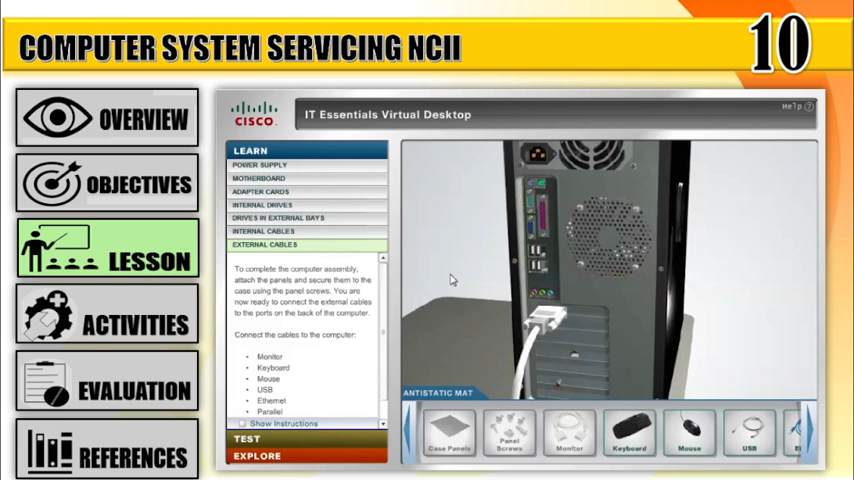 COMPUTER SYSTEM SERVICING NCII
10
OVERVIEW
OBJECTIVES
LESSON
ACTIVITIES
EVALUATION
REFERENCES
CISCO
IT Essentials Virtual Desktop
Help ?
LEARN
POWER SUPPLY
MOTHERBOARD
ADAPTER CARDS
INTERNAL DRIVES
DRIVES IN EXTERNAL BAYS
INTERNAL CABLES
EXTERNAL CABLES
To complete the computer assembly,
attach the panels and secure them to the
case using the panel screws. You are
now ready to connect the external cables
to the ports on the back of the computer.
Connect the cables to the computer:
• Monitor
• Keyboard
• Mouse
• USB
• Ethernet
• Parallel
Show Instructions
TEST
EXPLORE
ANTISTATIC MAT
Case Panels
Panel
Screws
Monitor
Keyboard
Mouse
USB